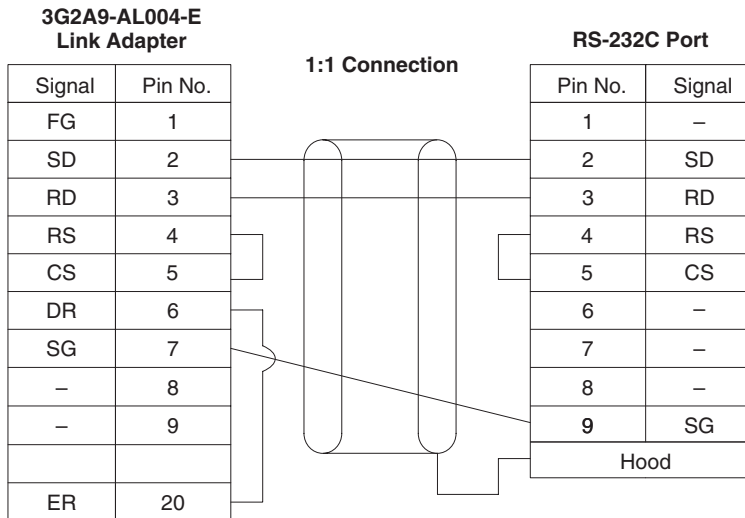 3G2A9-AL004-E
Link Adapter
1:1 Connection
RS-232C Port
Signal Pin No.
FG 1
SD 2
RD 3
RS 4
CS 5
DR 6
SG 7
– 8
– 9
ER 20
Pin No. Signal
1 –
2 SD
3 RD
4 RS
5 CS
6 –
7 –
8 –
9 SG
Hood